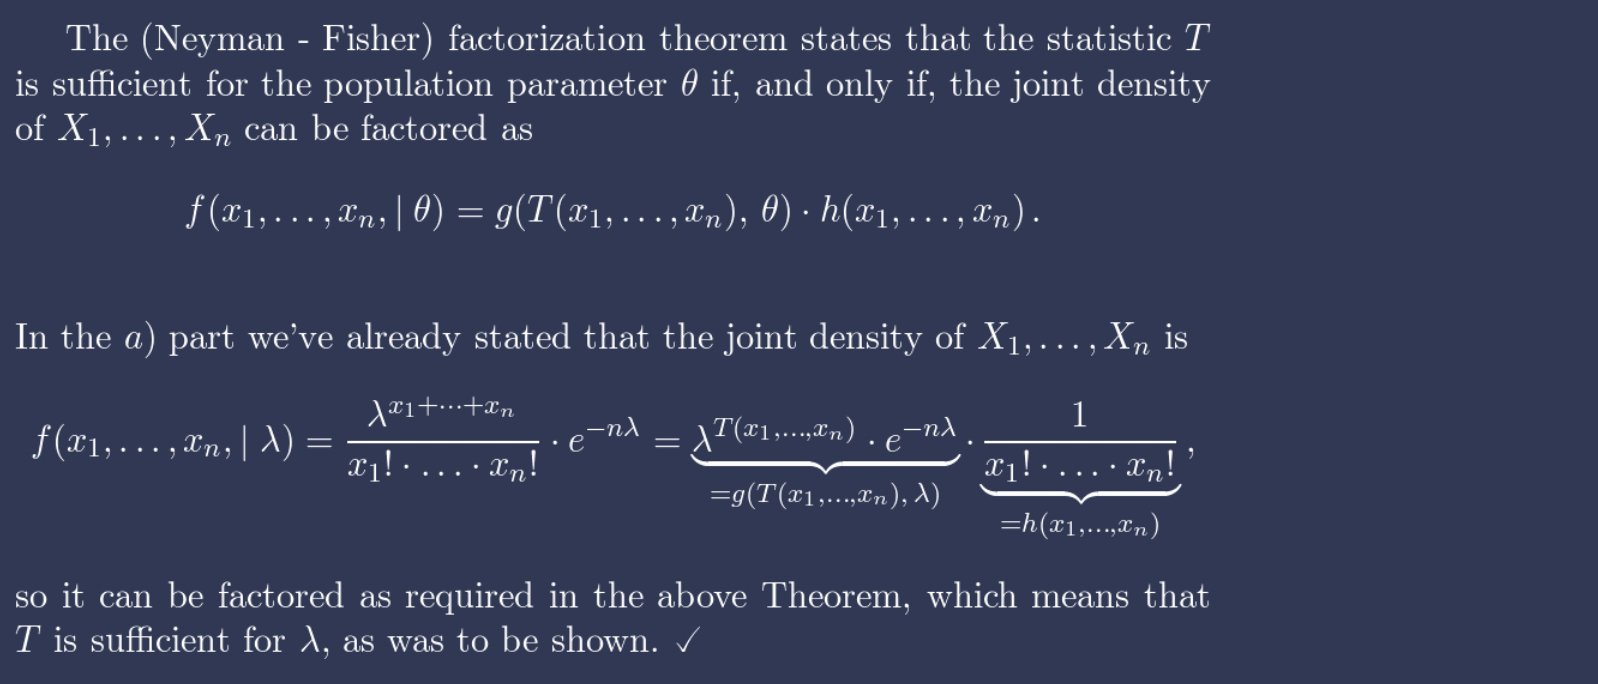 The (Neyman - Fisher) factorization theorem states that the statistic T
is sufficient for the population parameter θ if, and only if, the joint density
of X₁, . . . , Xₙ can be factored as
f(x₁, . . . , xₙ, | θ) = g(T(x₁, . . . , xₙ), θ) · h(x₁, . . . , xₙ) .
In the a) part we've already stated that the joint density of X₁, . . . , Xₙ is
f(x₁, . . . , xₙ, | λ) = \frac{λ^{x₁+⋯+xₙ}}{x₁! · . . . · xₙ!} · e^{−nλ} = \underbrace{λ^{T(x₁,...,xₙ)} · e^{−nλ}}_{=g(T(x₁,...,xₙ), λ)} · \underbrace{\frac{1}{x₁! · . . . · xₙ!}}_{=h(x₁,...,xₙ)} ,
so it can be factored as required in the above Theorem, which means that
T is sufficient for λ, as was to be shown. ✓